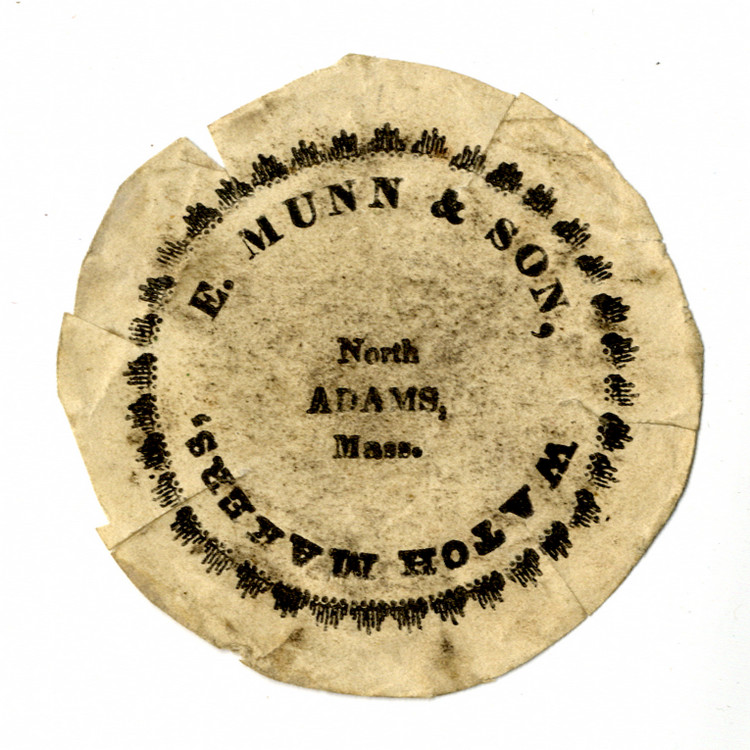 E. MUNN & SON,
WATCH MAKERS,
North
ADAMS,
Mass.